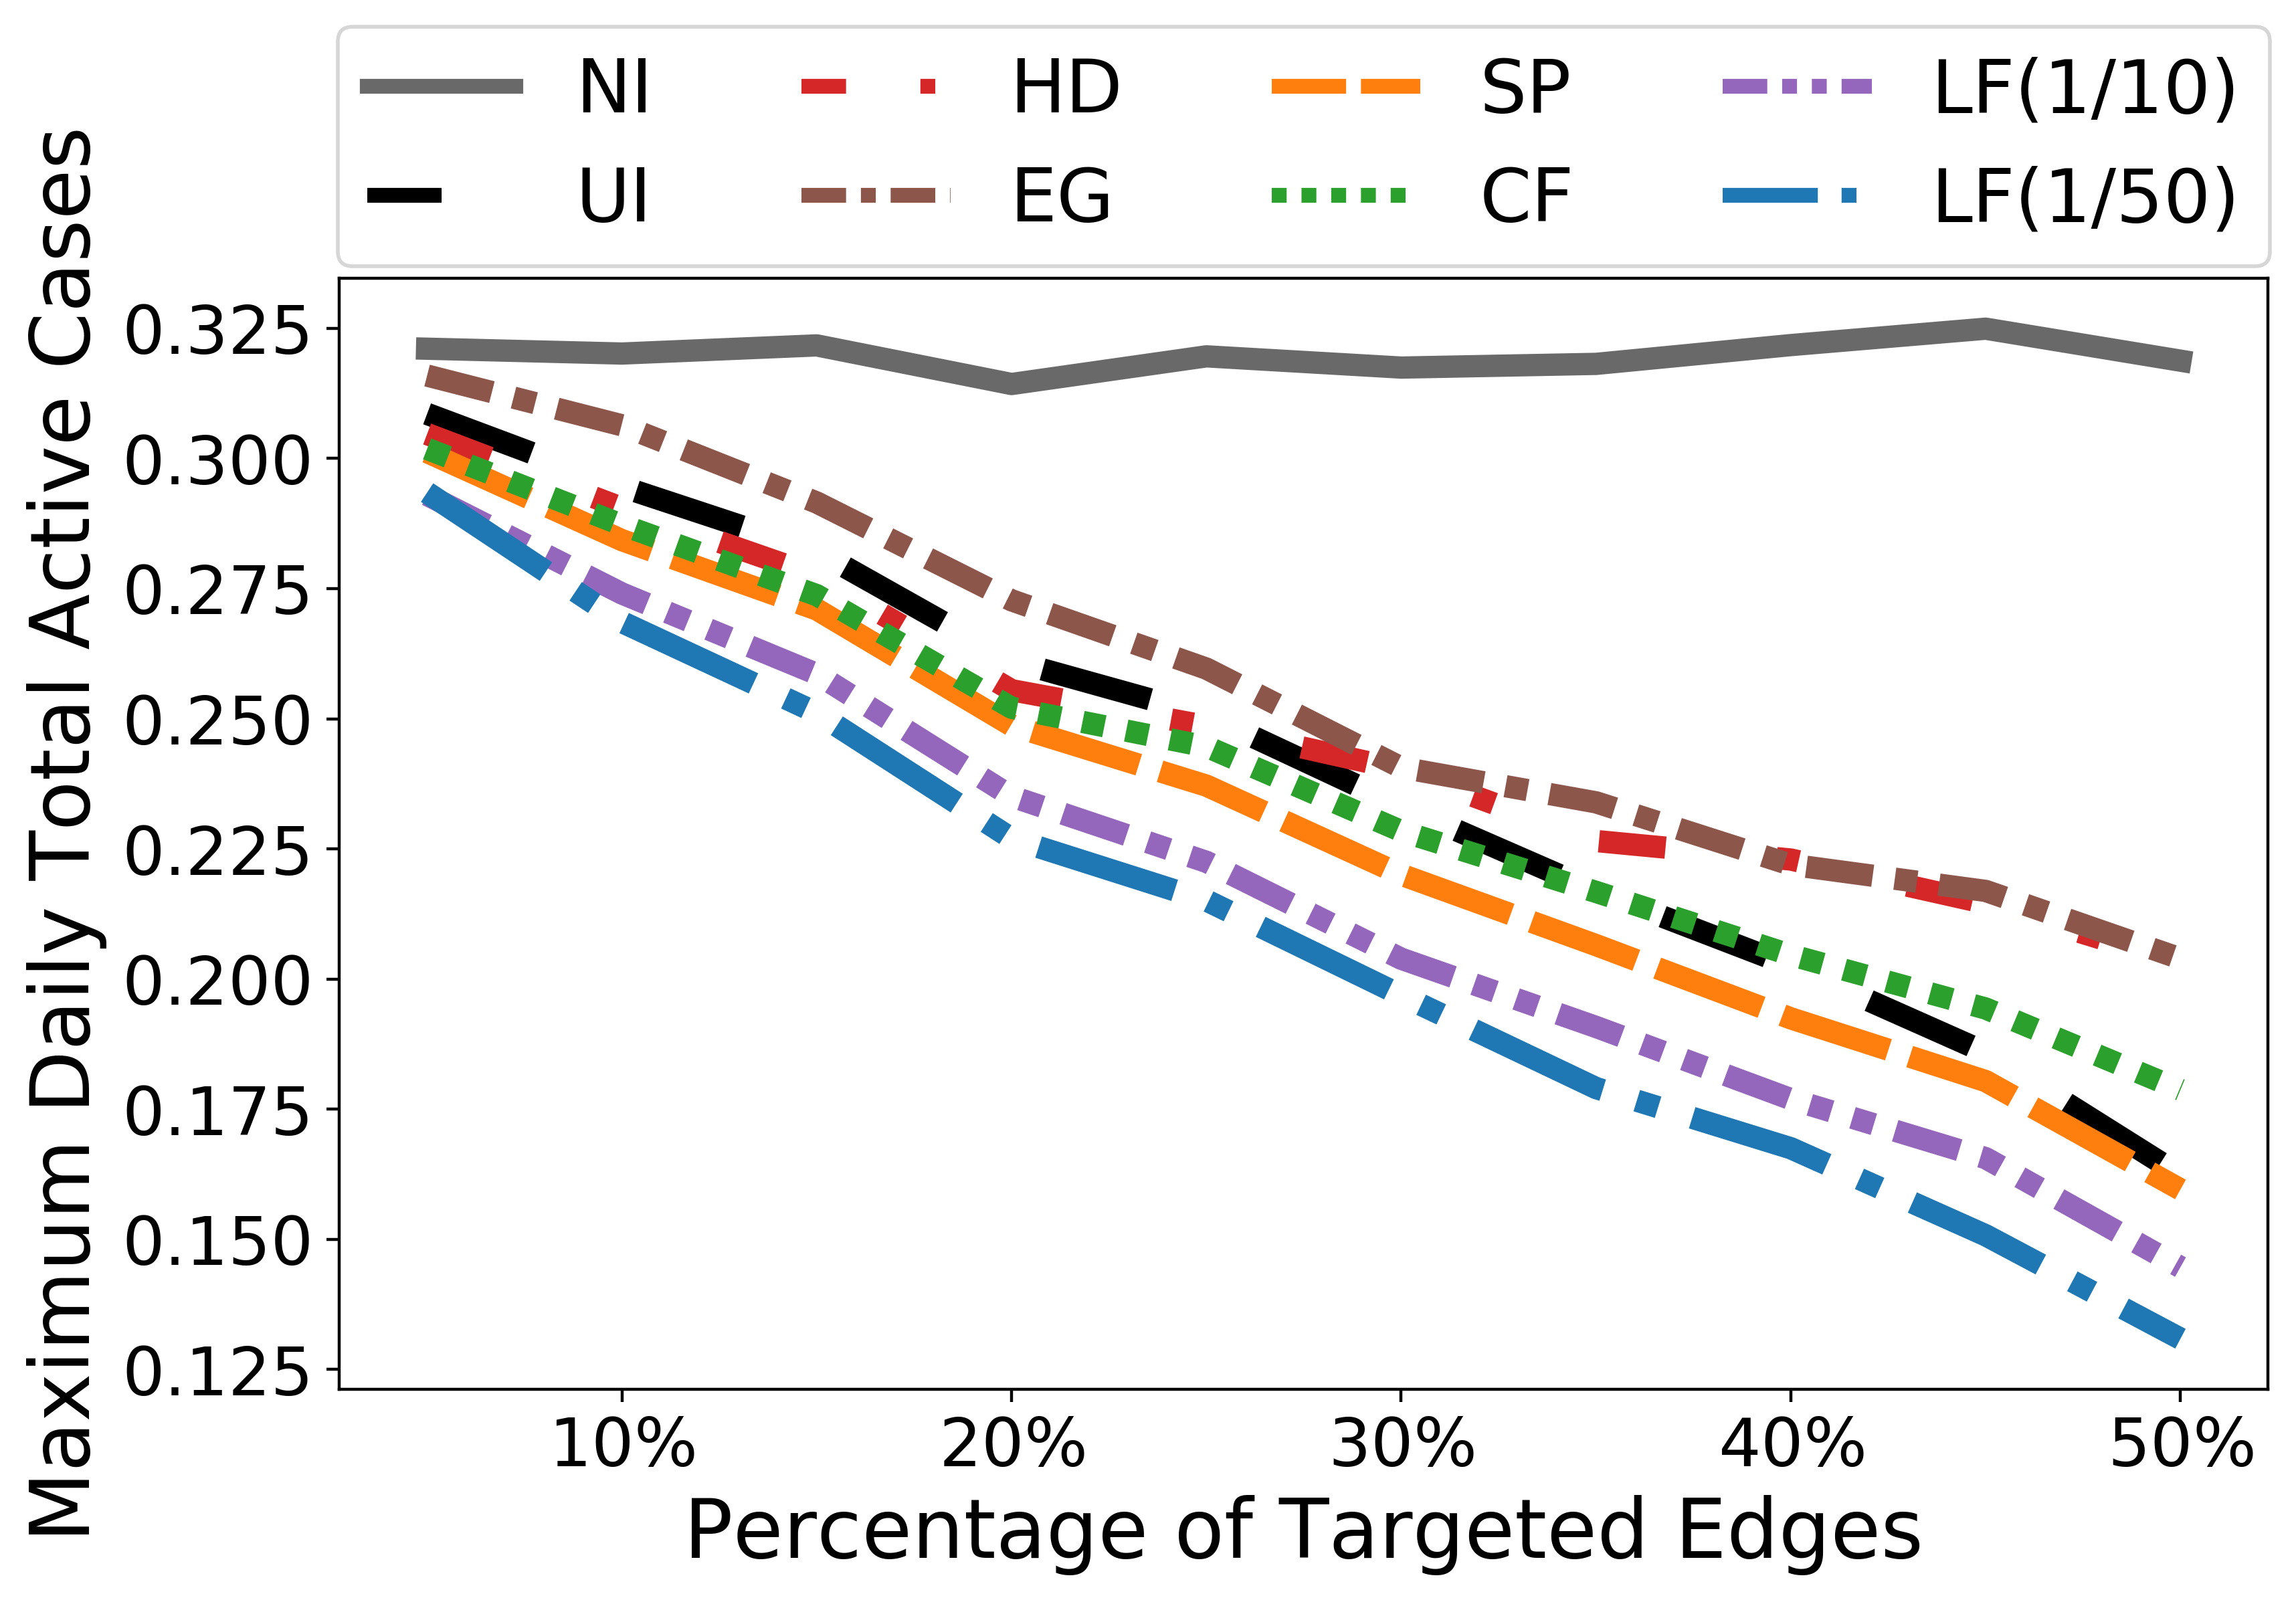 NI HD SP LF(1/10)
UI EG CF LF(1/50)
Maximum Daily Total Active Cases
0.325
0.300
0.275
0.250
0.225
0.200
0.175
0.150
0.125
10% 20% 30% 40% 50%
Percentage of Targeted Edges